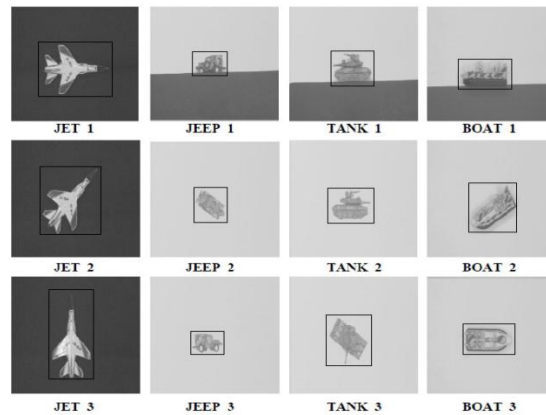 JET 1 JEEP 1 TANK 1 BOAT 1
JET 2 JEEP 2 TANK 2 BOAT 2
JET 3 JEEP 3 TANK 3 BOAT 3